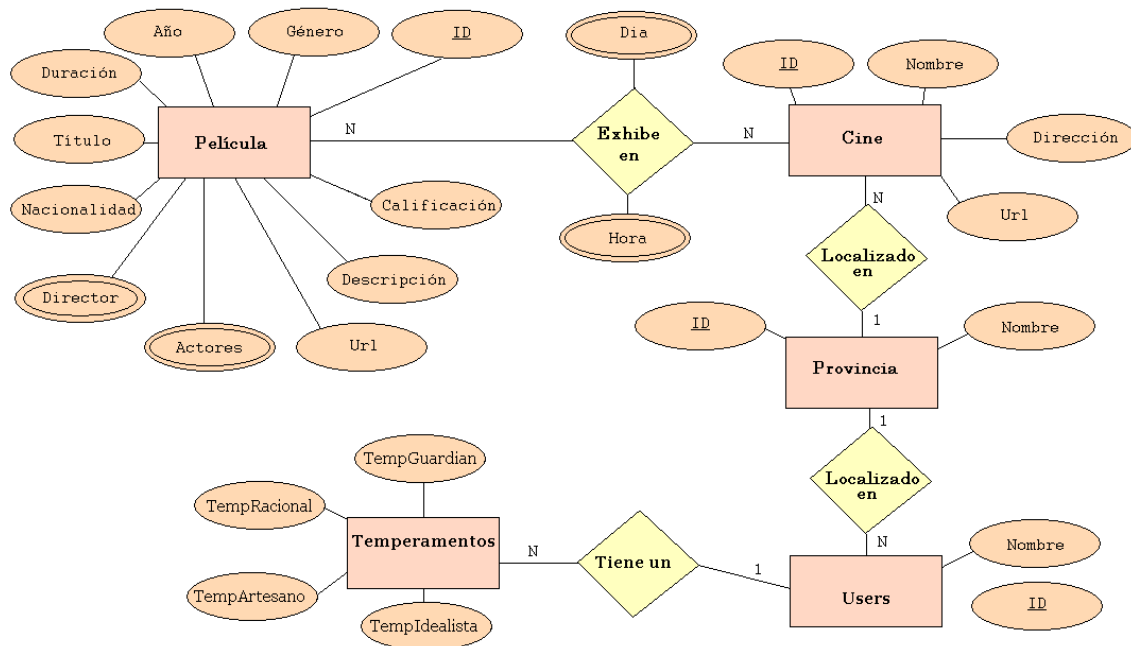 Año
Género
ID
Dia
Duración
ID
Nombre
Título
Película
N
Exhibe
en
N
Cine
Dirección
Nacionalidad
Calificación
N
Url
Hora
Director
Descripción
Localizado
en
Actores
Url
ID
1
Nombre
Provincia
1
TempGuardian
Localizado
en
TempRacional
Temperamentos
N
Tiene un
1
N
Nombre
TempArtesano
Users
ID
TempIdealista